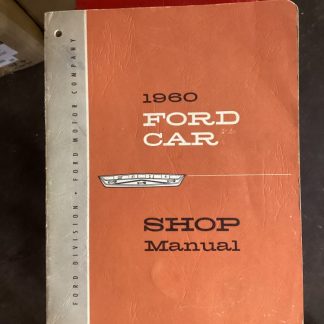 1960
FORD
CAR
SHOP
Manual
FORD DIVISION • FORD MOTOR COMPANY